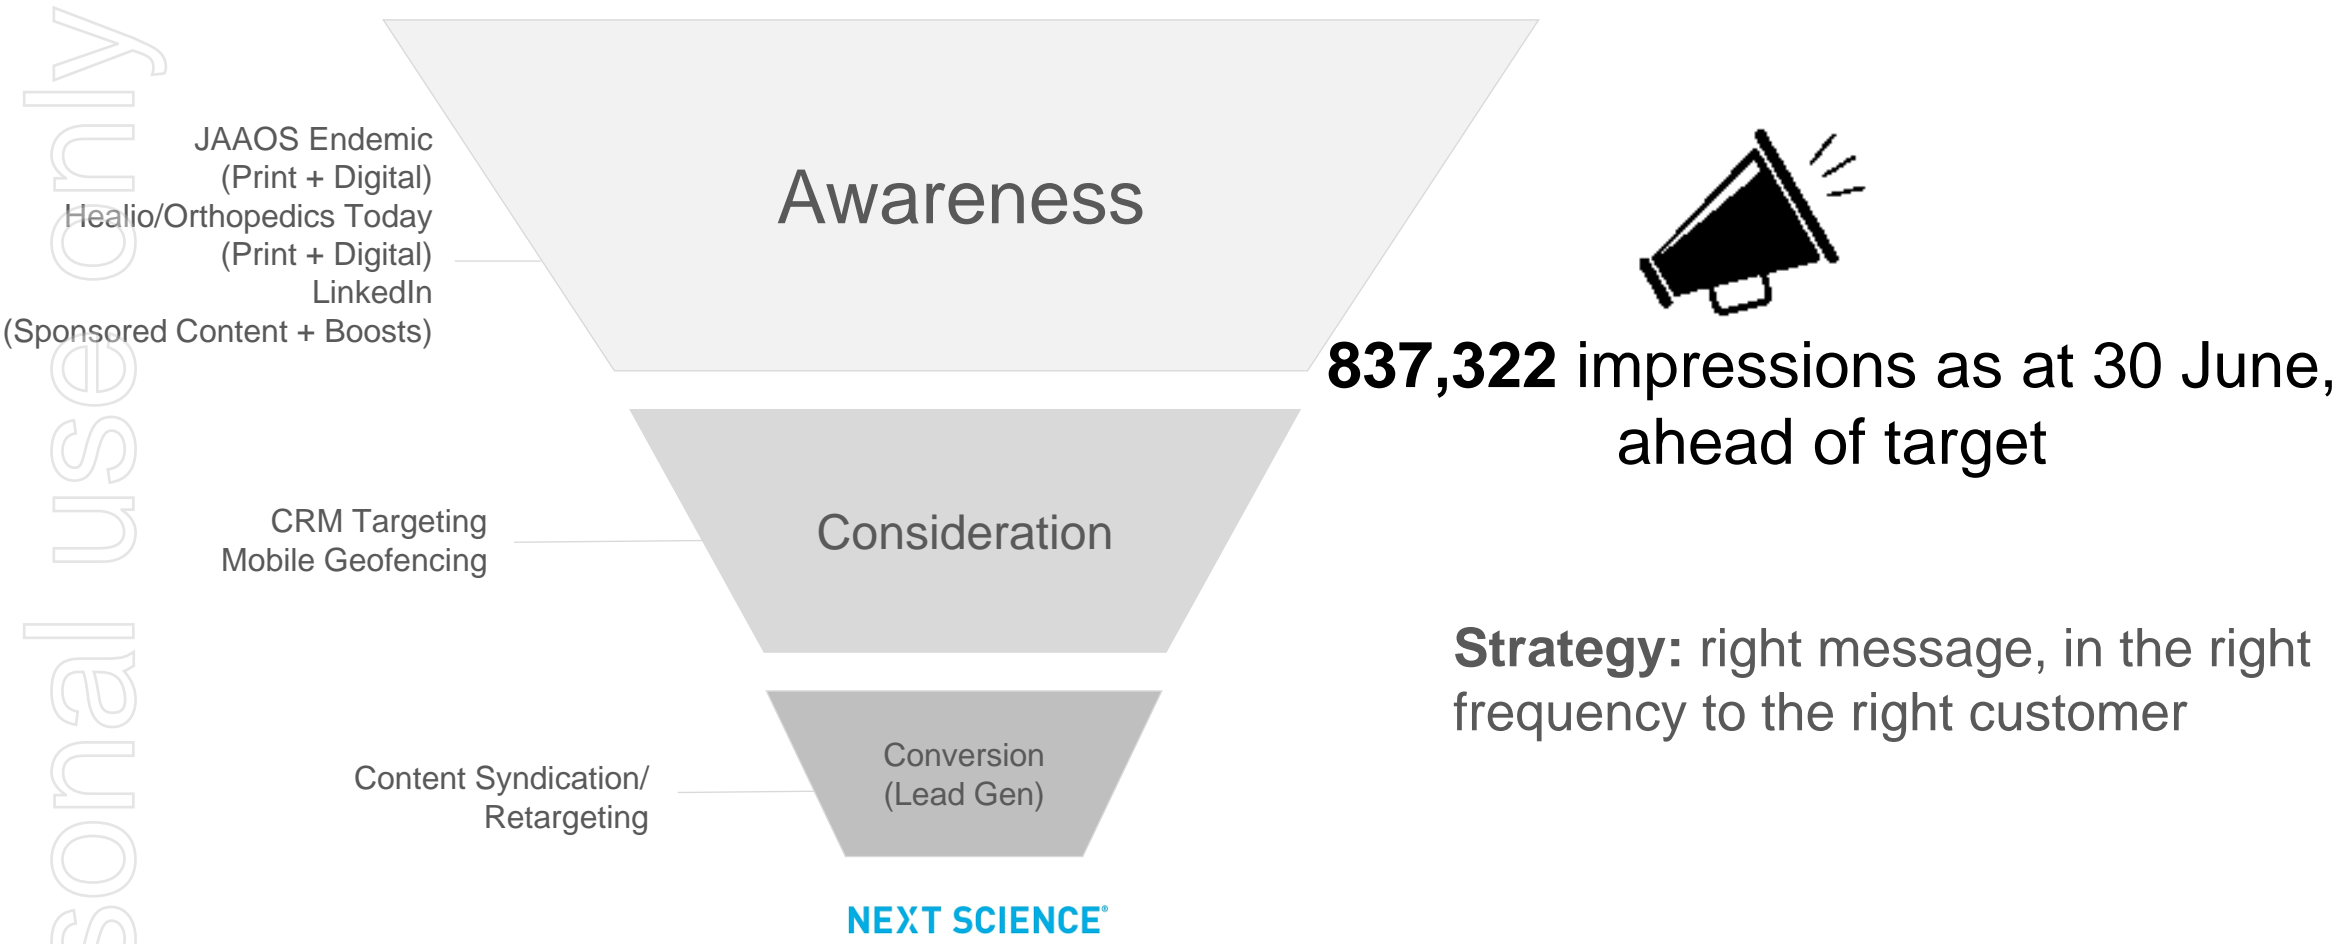 JAAOS Endemic
(Print + Digital)
Healio/Orthopedics Today
(Print + Digital)
LinkedIn
(Sponsored Content + Boosts)
Awareness
837,322 impressions as at 30 June,
ahead of target
CRM Targeting
Mobile Geofencing
Consideration
Strategy: right message, in the right
frequency to the right customer
Content Syndication/
Retargeting
Conversion
(Lead Gen)
NEXT SCIENCE®
sonal use only